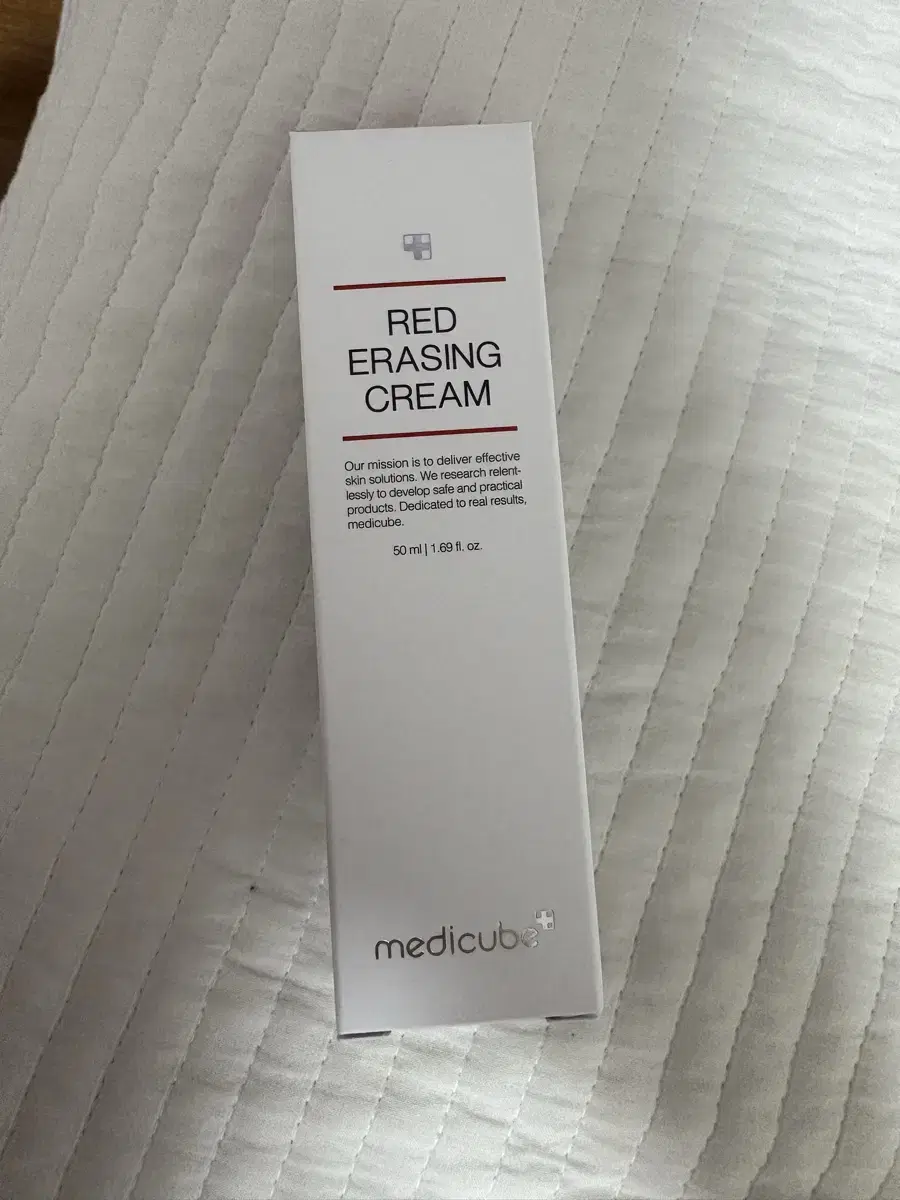 RED
ERASING
CREAM
Our mission is to deliver effective
skin solutions. We research relent-
lessly to develop safe and practical
products. Dedicated to real results,
medicube.
50 ml | 1.69 fl. oz.
medicube